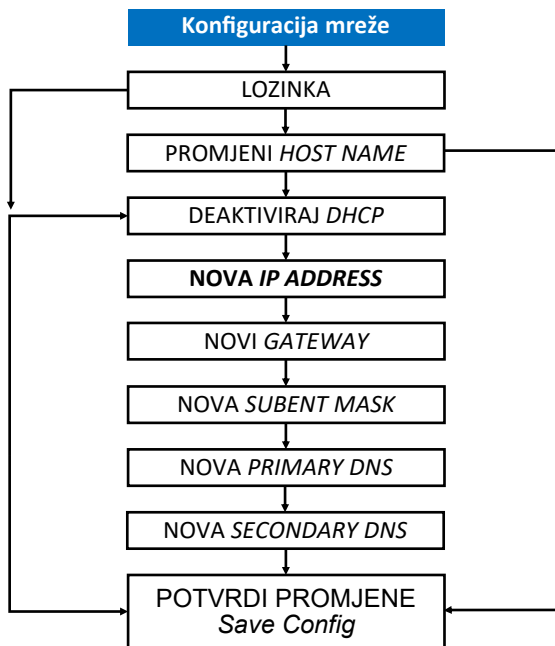 Konfiguracija mreže
LOZINKA
PROMJENI HOST NAME
DEAKTIVIRAJ DHCP
NOVA IP ADDRESS
NOVI GATEWAY
NOVA SUBENT MASK
NOVA PRIMARY DNS
NOVA SECONDARY DNS
POTVRDI PROMJENE
Save Config